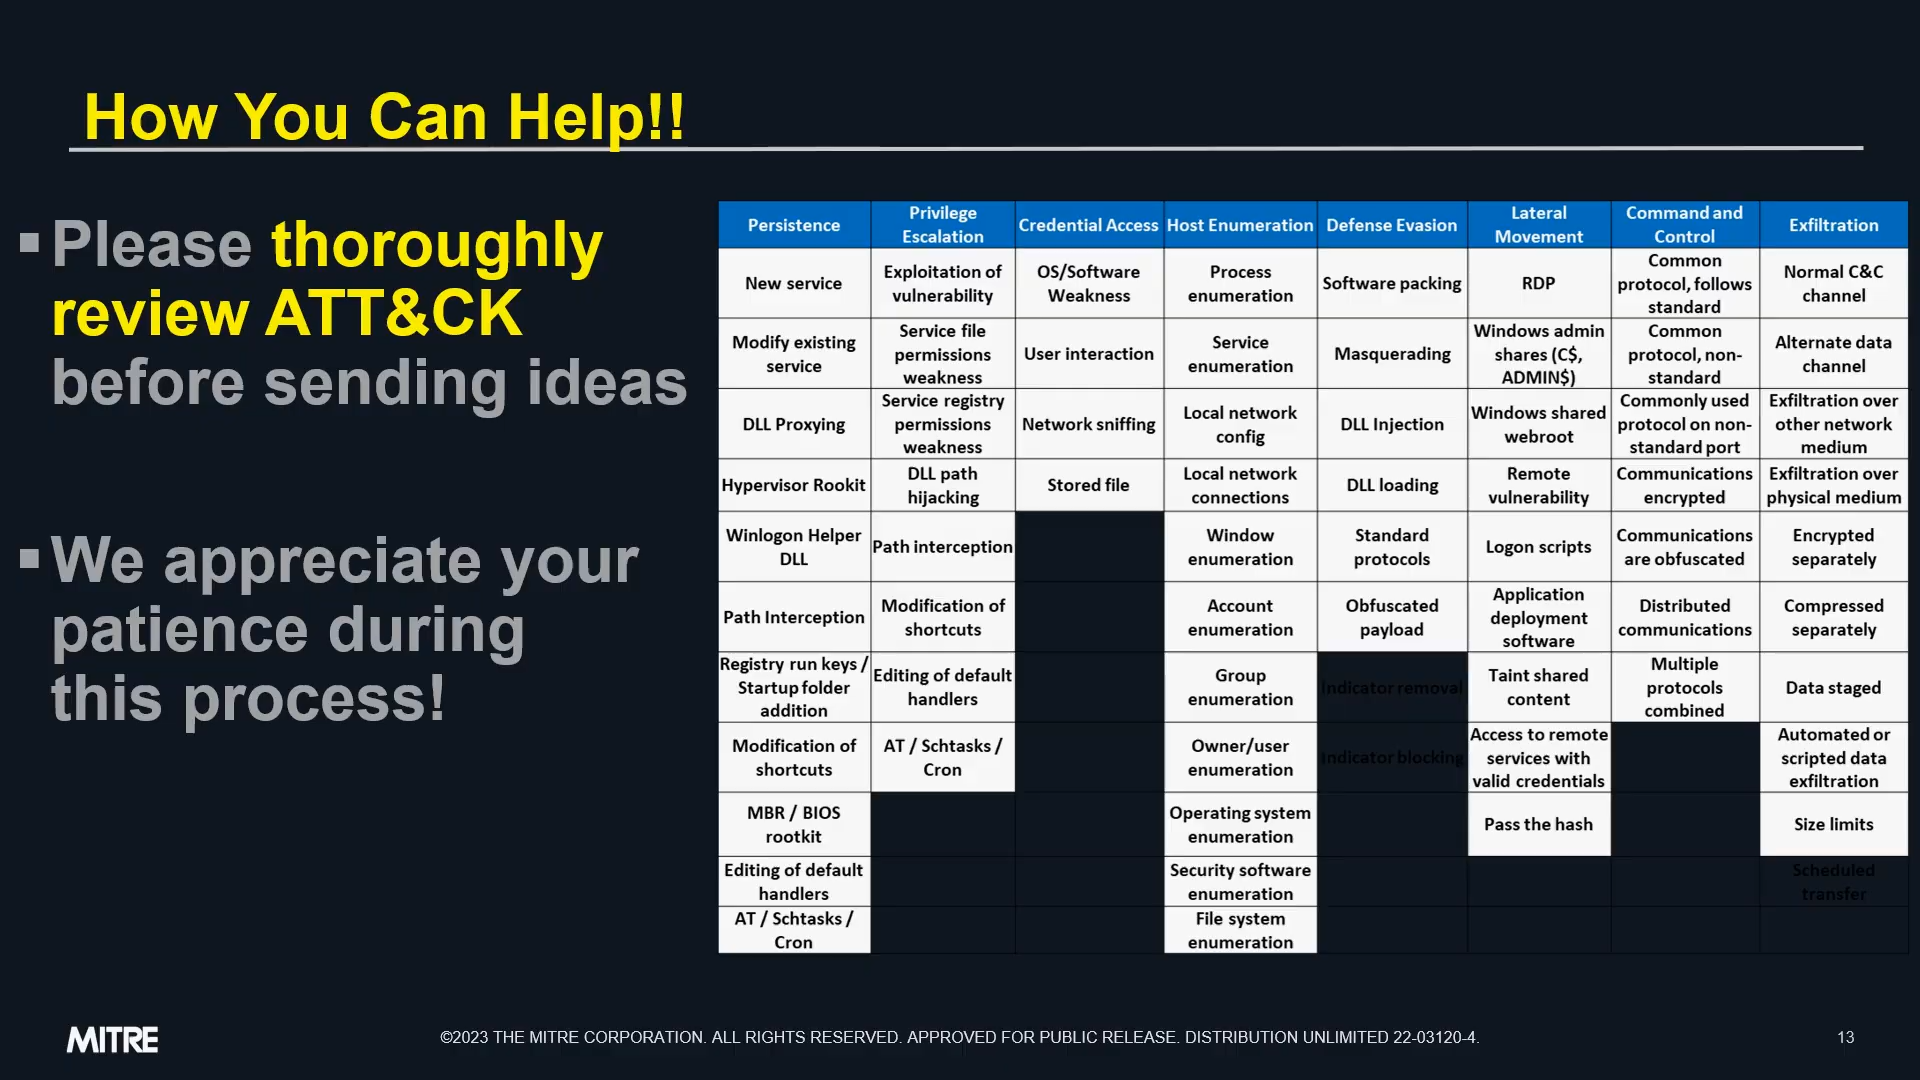 How You Can Help!!
▪Please thoroughly
review ATT&CK
before sending ideas
▪We appreciate your
patience during
this process!
Persistence
Privilege
Escalation
Credential Access
Host Enumeration
Defense Evasion
Lateral
Movement
Command and
Control
Exfiltration
New service
Exploitation of
vulnerability
OS/Software
Weakness
Process
enumeration
Software packing
RDP
Common
protocol, follows
standard
Normal C&C
channel
Modify existing
service
Service file
permissions
weakness
User interaction
Service
enumeration
Masquerading
Windows admin
shares (C$,
ADMIN$)
Common
protocol, non-
standard
Alternate data
channel
DLL Proxying
Service registry
permissions
weakness
Network sniffing
Local network
config
DLL Injection
Windows shared
webroot
Commonly used
protocol on non-
standard port
Exfiltration over
other network
medium
Hypervisor Rookit
DLL path
hijacking
Stored file
Local network
connections
DLL loading
Remote
vulnerability
Communications
encrypted
Exfiltration over
physical medium
Winlogon Helper
DLL
Path interception
Window
enumeration
Standard
protocols
Logon scripts
Communications
are obfuscated
Encrypted
separately
Path Interception
Modification of
shortcuts
Account
enumeration
Obfuscated
payload
Application
deployment
software
Distributed
communications
Compressed
separately
Registry run keys /
Startup folder
addition
Editing of default
handlers
Group
enumeration
Indicator removal
Taint shared
content
Multiple
protocols
combined
Data staged
Modification of
shortcuts
AT / Schtasks /
Cron
Owner/user
enumeration
Indicator blocking
Access to remote
services with
valid credentials
Automated or
scripted data
exfiltration
MBR / BIOS
rootkit
Operating system
enumeration
Pass the hash
Size limits
Editing of default
handlers
Security software
enumeration
Scheduled
transfer
AT / Schtasks /
Cron
File system
enumeration
MITRE
©2023 THE MITRE CORPORATION. ALL RIGHTS RESERVED. APPROVED FOR PUBLIC RELEASE. DISTRIBUTION UNLIMITED 22-03120-4.
13